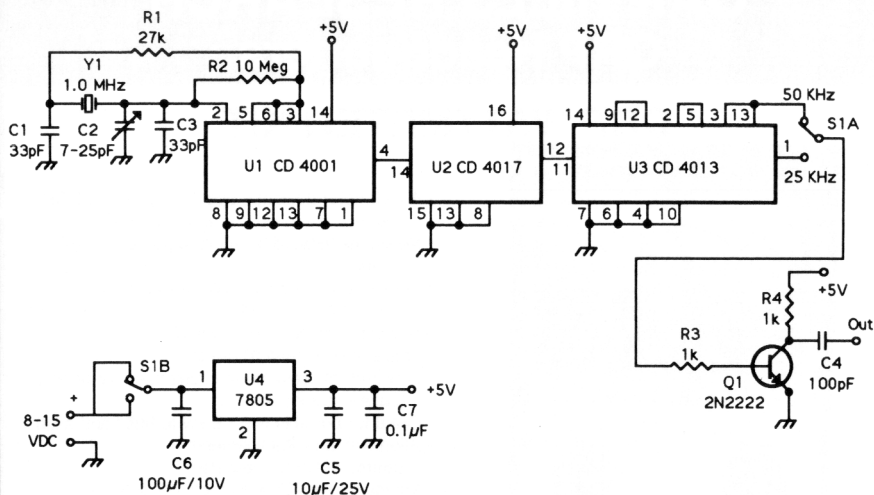 R1
27k
+5V
+5V
+5V
Y1
1.0 MHz
R2 10 Meg
C1
33pF
C2
7-25pF
C3
33pF
2
5
6
3
14
U1 CD 4001
8
9
12
13
7
1
4
14
16
U2 CD 4017
15
13
8
12
11
14
9
12
2
5
3
13
U3 CD 4013
7
6
4
10
1
50 KHz
S1A
25 KHz
+5V
R4
1k
R3
1k
Out
C4
100pF
Q1
2N2222
S1B
+
8-15
VDC
1
U4
7805
3
2
+5V
C6
100µF/10V
C5
10µF/25V
C7
0.1µF